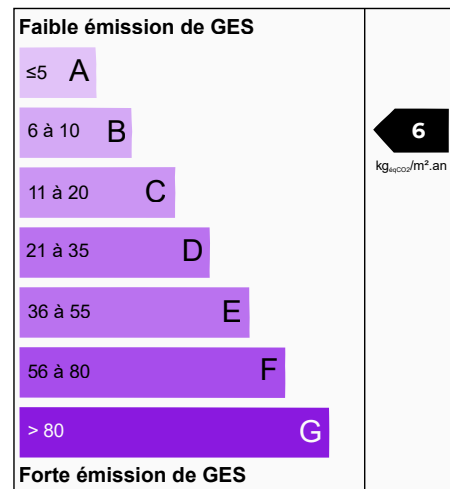 Faible émission de GES
≤5 A
6 à 10 B
6
kgéqCO2/m².an
11 à 20 C
21 à 35 D
36 à 55 E
56 à 80 F
> 80 G
Forte émission de GES